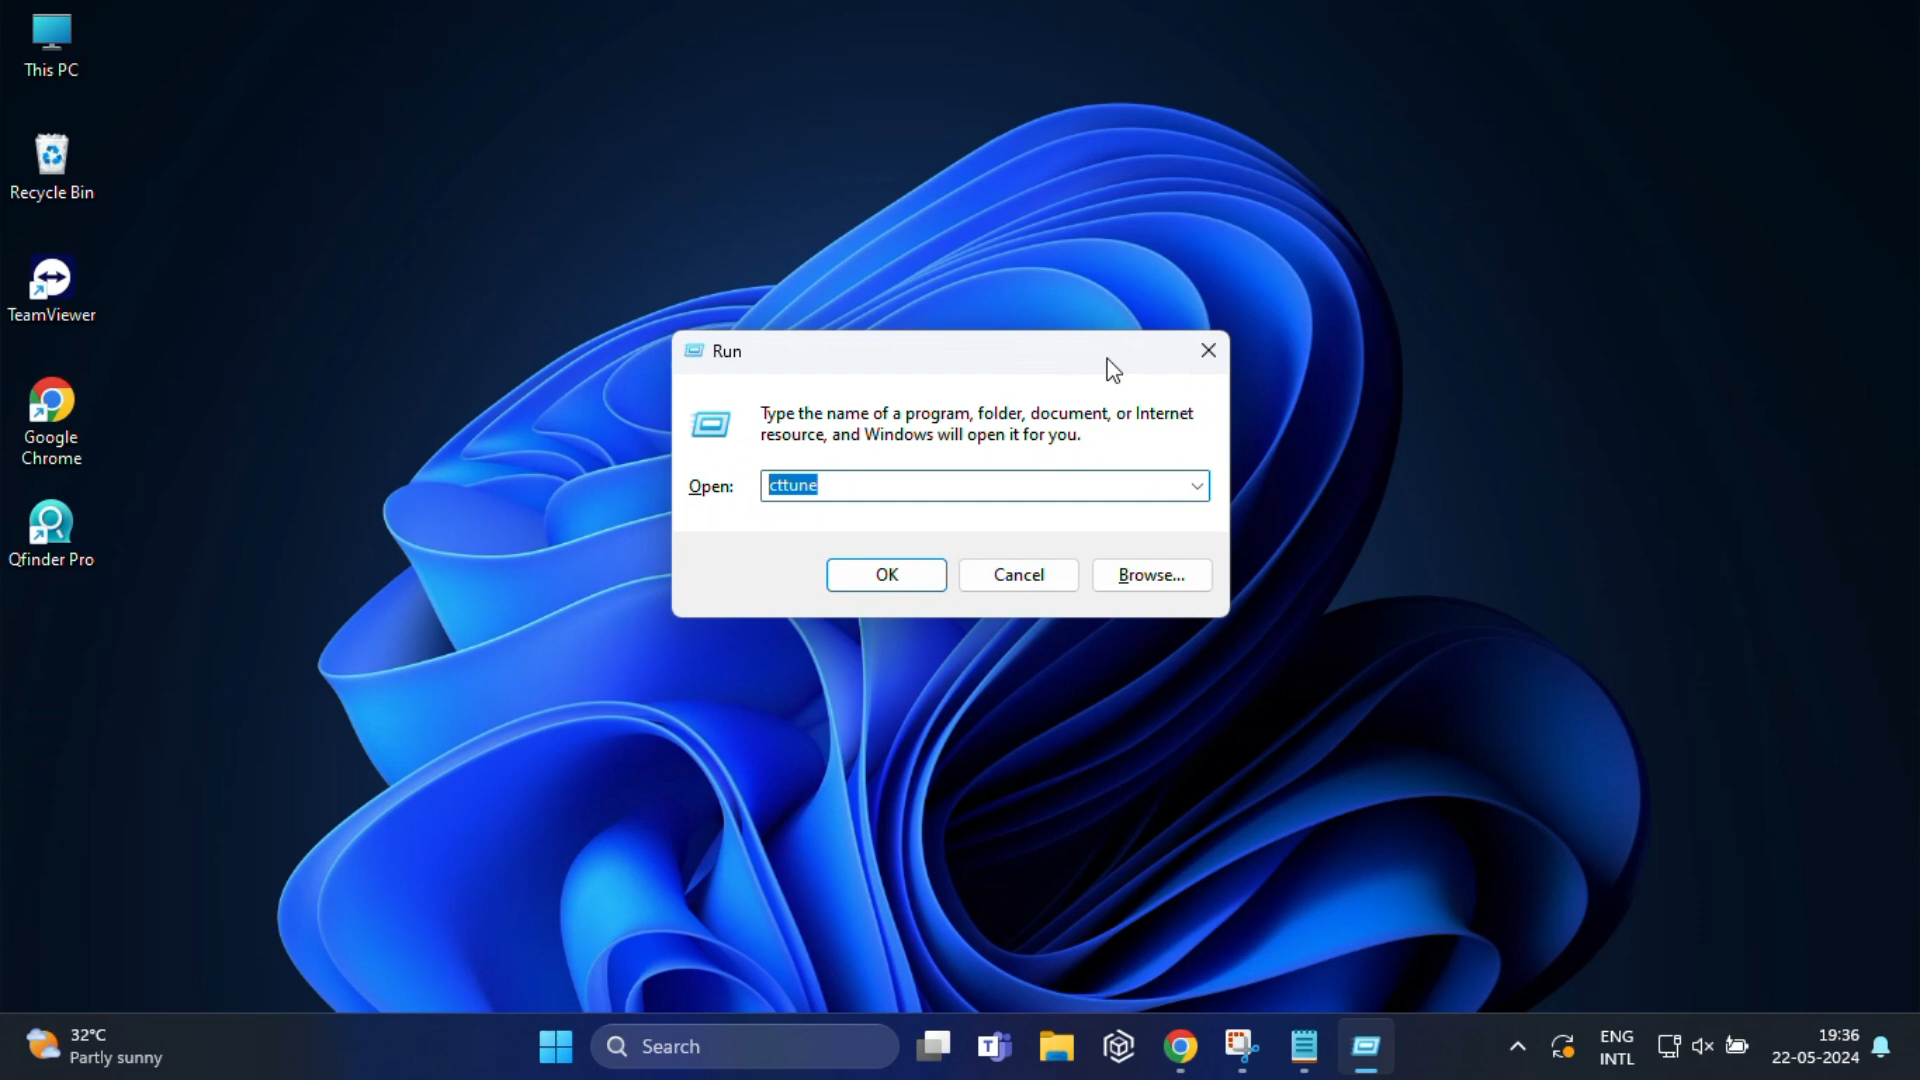 This PC
Recycle Bin
TeamViewer
Google
Chrome
Qfinder Pro
Run
Type the name of a program, folder, document, or Internet
resource, and Windows will open it for you.
Open:
cttune
OK
Cancel
Browse...
32°C
Partly sunny
Search
T
ENG
INTL
19:36
22-05-2024